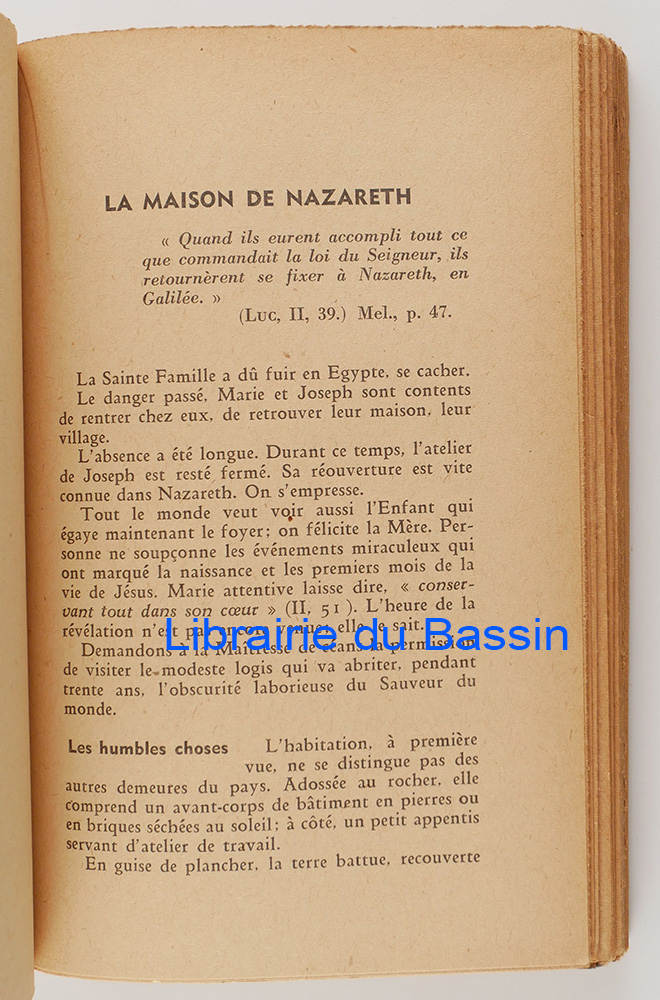 LA MAISON DE NAZARETH
« Quand ils eurent accompli tout ce
que commandait la loi du Seigneur, ils
retournèrent se fixer à Nazareth, en
Galilée. »
(Luc, II, 39.) Mel., p. 47.
La Sainte Famille a dû fuir en Egypte, se cacher.
Le danger passé, Marie et Joseph sont contents
de rentrer chez eux, de retrouver leur maison, leur
village.
L'absence a été longue. Durant ce temps, l'atelier
de Joseph est resté fermé. Sa réouverture est vite
connue dans Nazareth. On s'empresse.
Tout le monde veut voir aussi l'Enfant qui
égaye maintenant le foyer; on félicite la Mère. Per-
sonne ne soupçonne les événements miraculeux qui
ont marqué la naissance et les premiers mois de la
vie de Jésus. Marie attentive laisse dire, « conser-
vant tout dans son cœur » (II, 51). L'heure de la
révélation n'est pas encore venue; elle le sait.
Librairie du Bassin
Demandons à la Maîtresse de céans la permission
de visiter le modeste logis qui va abriter, pendant
trente ans, l'obscurité laborieuse du Sauveur du
monde.
Les humbles choses L'habitation, à première
vue, ne se distingue pas des
autres demeures du pays. Adossée au rocher, elle
comprend un avant-corps de bâtiment en pierres ou
en briques séchées au soleil; à côté, un petit appentis
servant d'atelier de travail.
En guise de plancher, la terre battue, recouverte